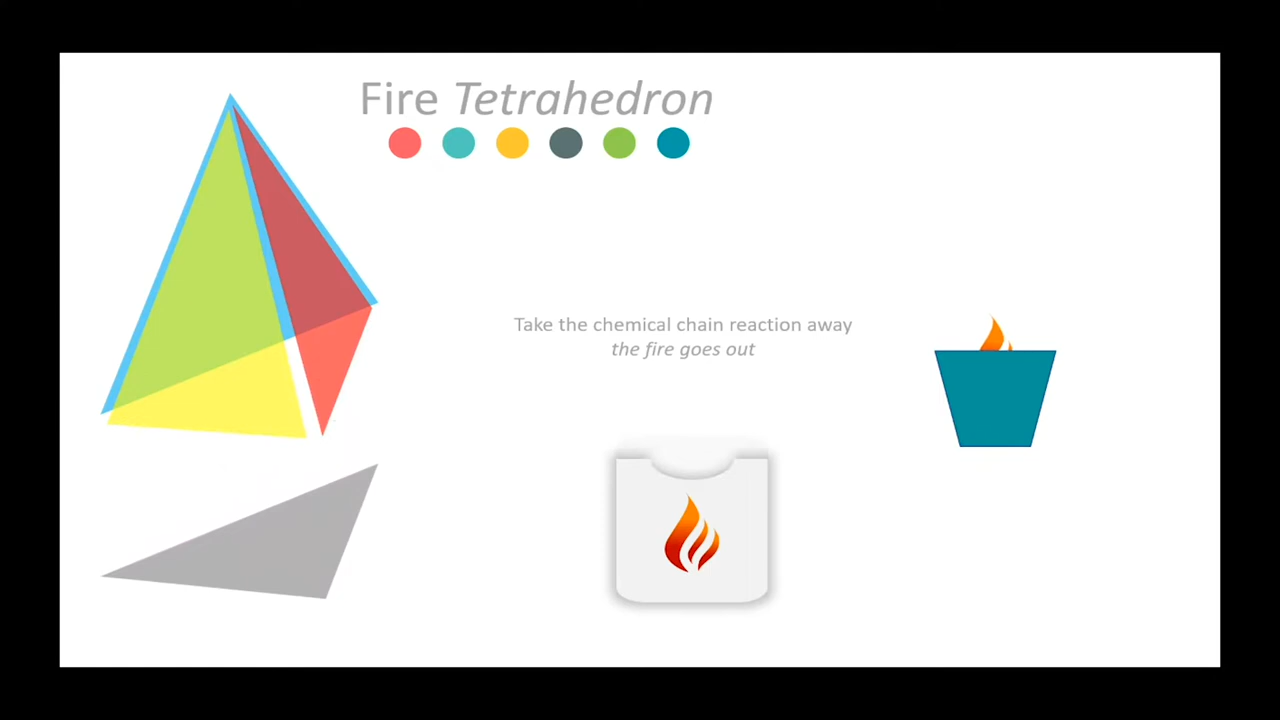 Fire Tetrahedron
Take the chemical chain reaction away
the fire goes out